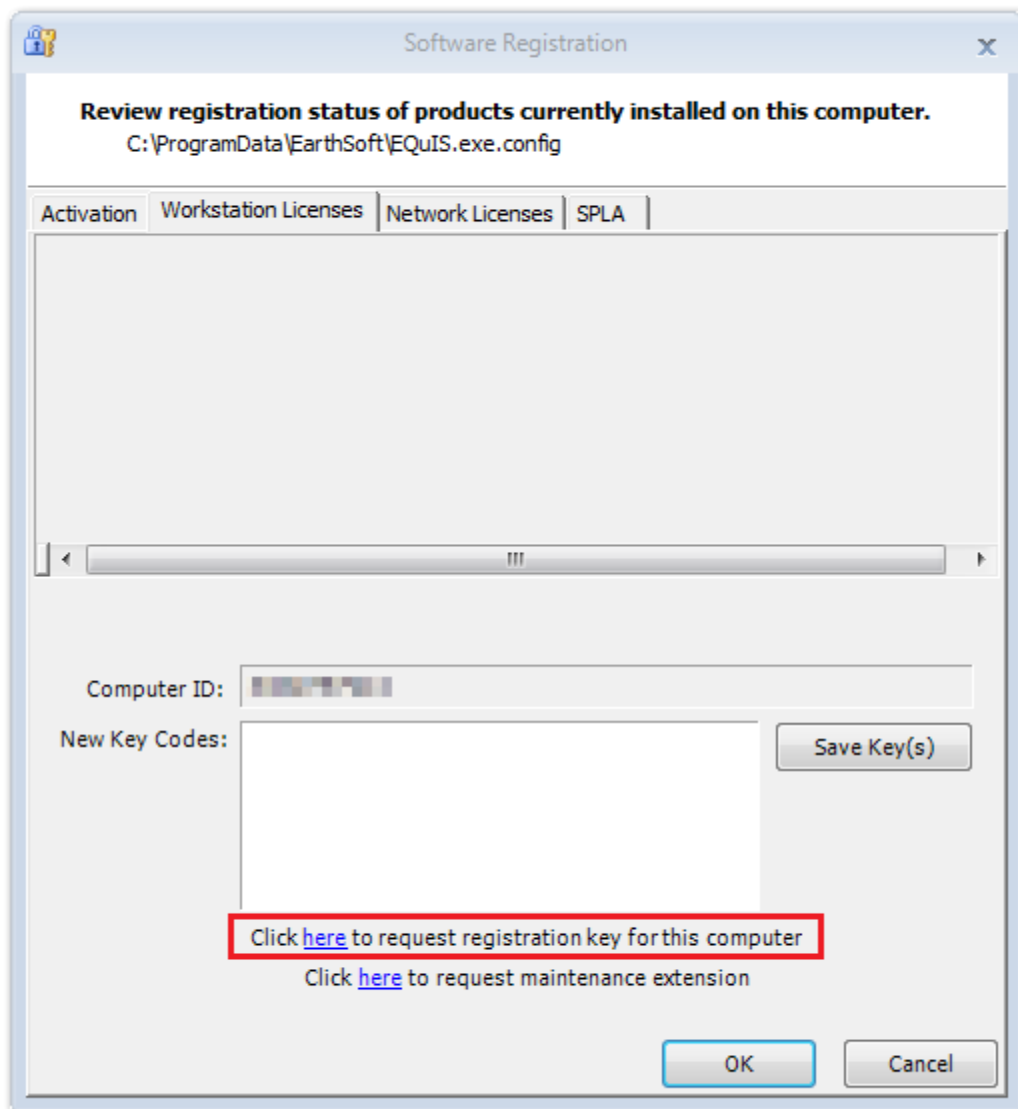 Software Registration
x
Review registration status of products currently installed on this computer.
C:\ProgramData\EarthSoft\EQuIS.exe.config
Activation Workstation Licenses Network Licenses SPLA
Computer ID:
New Key Codes:
Save Key(s)
Click here to request registration key for this computer
Click here to request maintenance extension
OK Cancel